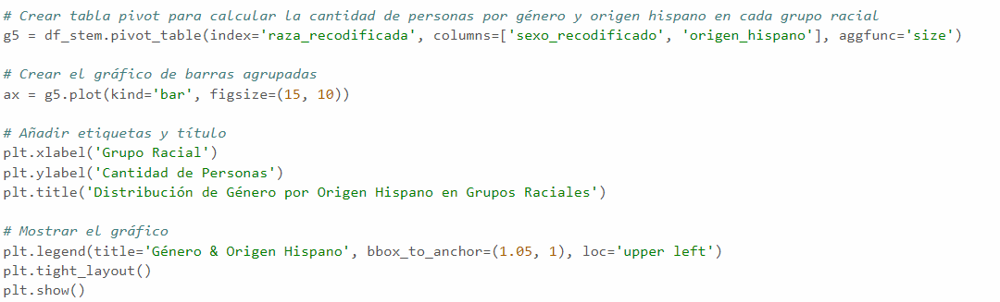 # Crear tabla pivot para calcular la cantidad de personas por género y origen hispano en cada grupo racial
g5 = df_stem.pivot_table(index='raza_recodificada', columns=['sexo_recodificado', 'origen_hispano'], aggfunc='size')
# Crear el gráfico de barras agrupadas
ax = g5.plot(kind='bar', figsize=(15, 10))
# Añadir etiquetas y título
plt.xlabel('Grupo Racial')
plt.ylabel('Cantidad de Personas')
plt.title('Distribución de Género por Origen Hispano en Grupos Raciales')
# Mostrar el gráfico
plt.legend(title='Género & Origen Hispano', bbox_to_anchor=(1.05, 1), loc='upper left')
plt.tight_layout()
plt.show()